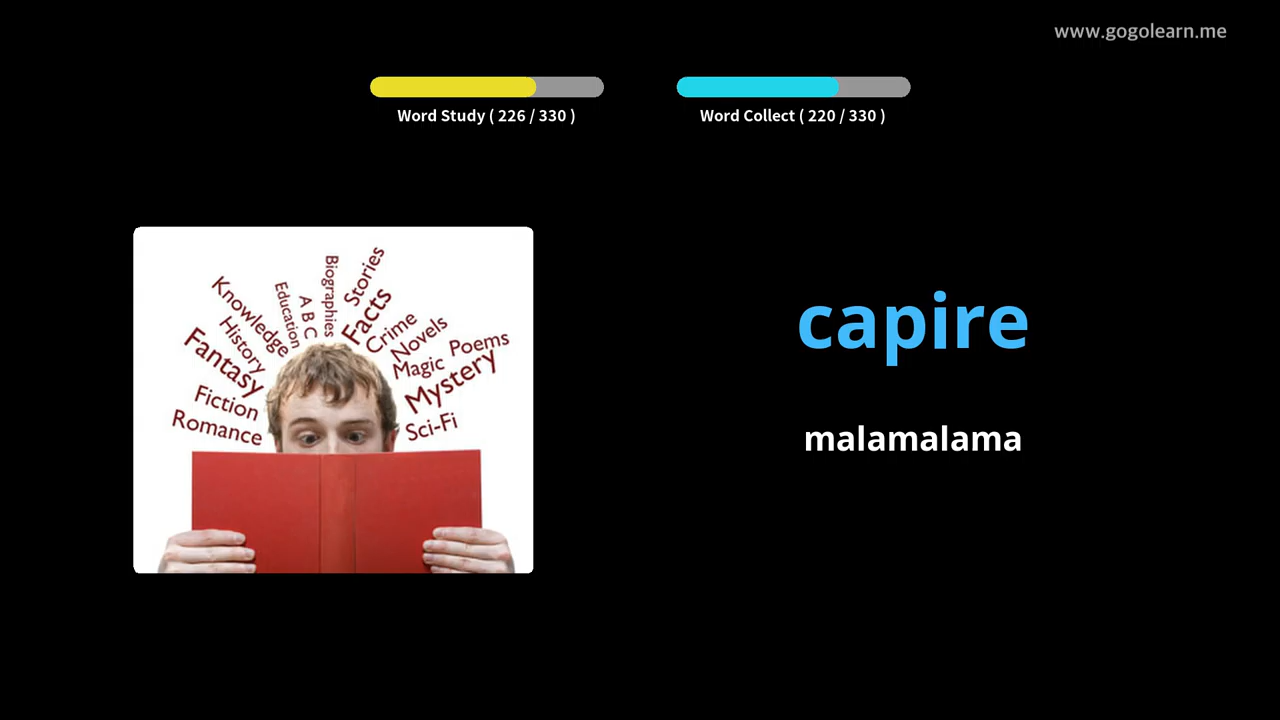 www.gogolearn.me
Word Study ( 226 / 330 )
Word Collect ( 220 / 330 )
Biographies
Stories
Education
A B C
Facts
Knowledge
Crime
History
Novels
Poems
Fantasy
Magic
Mystery
Fiction
Romance
Sci-Fi
capire
malamalama